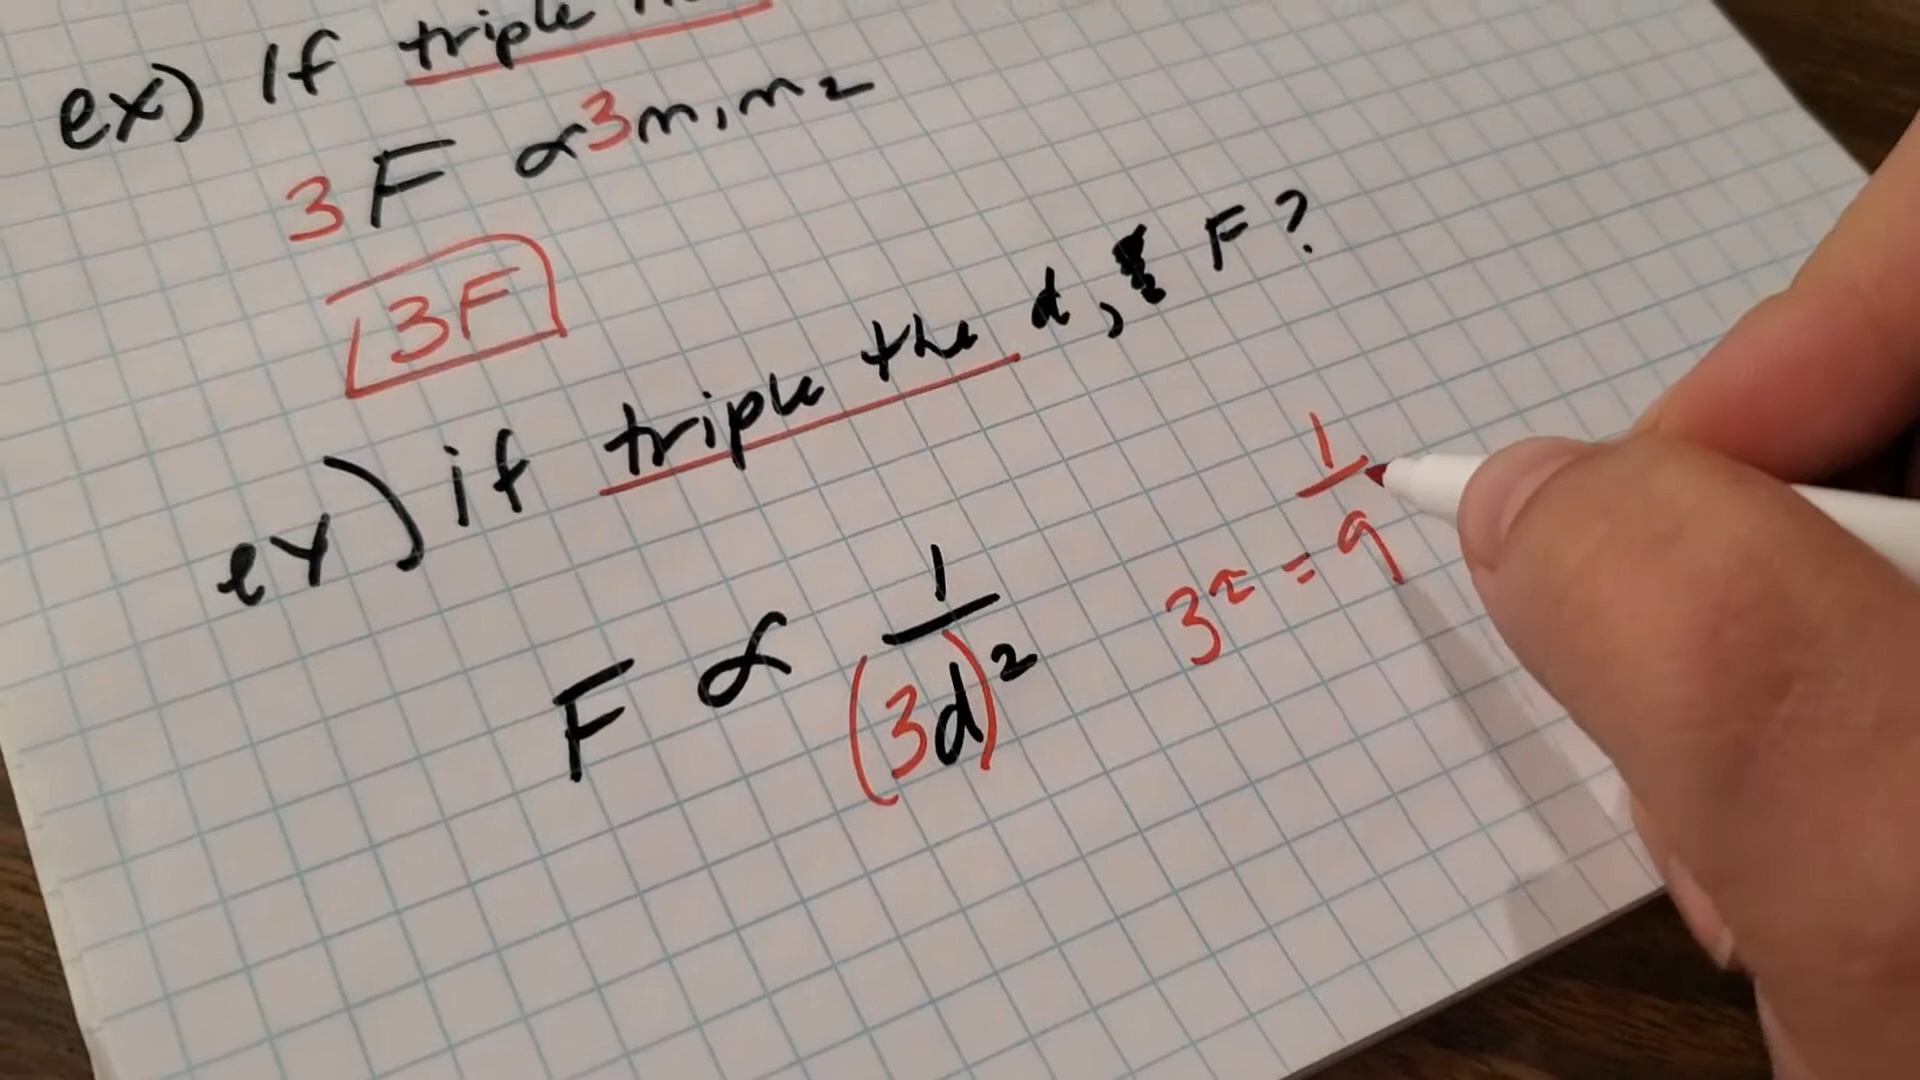 ex) If triple
3F ∝ 3m₁m₂
3F
ex) if triple the d, F?
F ∝ 1/(3d)²
3² = 9
1/9